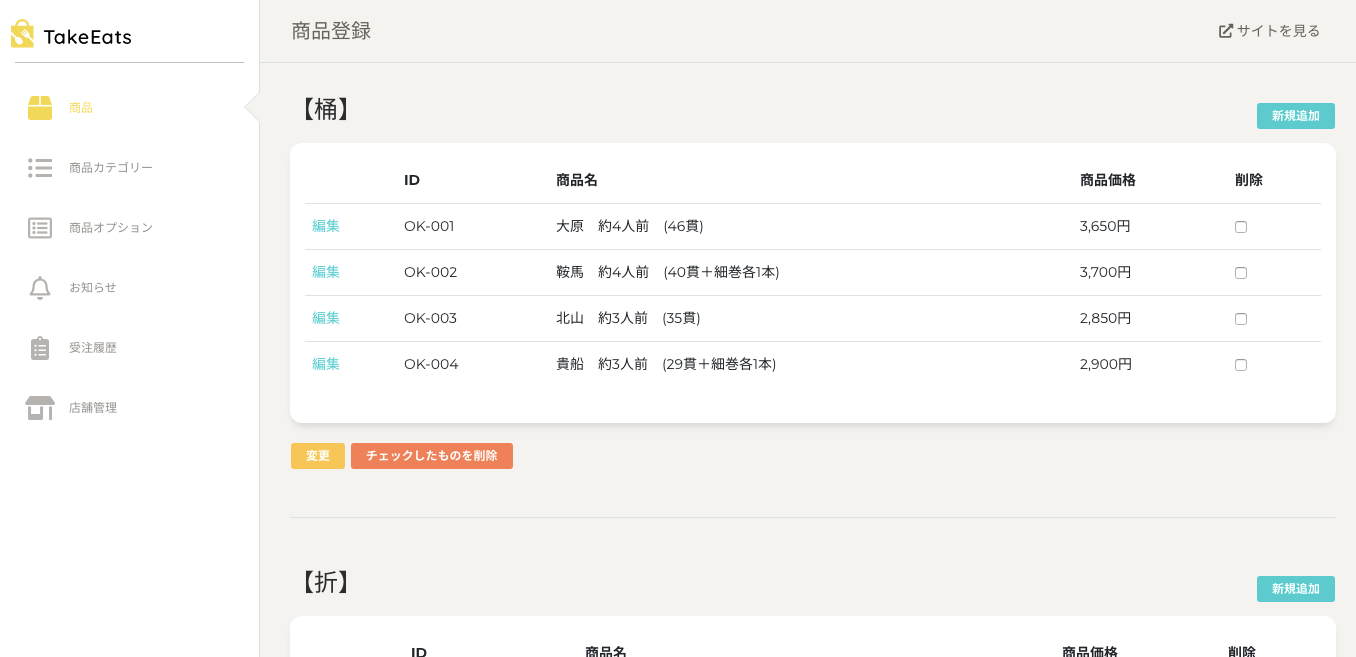 TakeEats
商品
商品カテゴリー
商品オプション
お知らせ
受注履歴
店舗管理
商品登録 サイトを見る
【桶】
新規追加
ID 商品名 商品価格 削除
編集 OK-001 大原　約4人前　(46貫) 3,650円
編集 OK-002 鞍馬　約4人前　(40貫＋細巻各1本) 3,700円
編集 OK-003 北山　約3人前　(35貫) 2,850円
編集 OK-004 貴船　約3人前　(29貫＋細巻各1本) 2,900円
変更 チェックしたものを削除
【折】
新規追加
ID 商品名 商品価格 削除